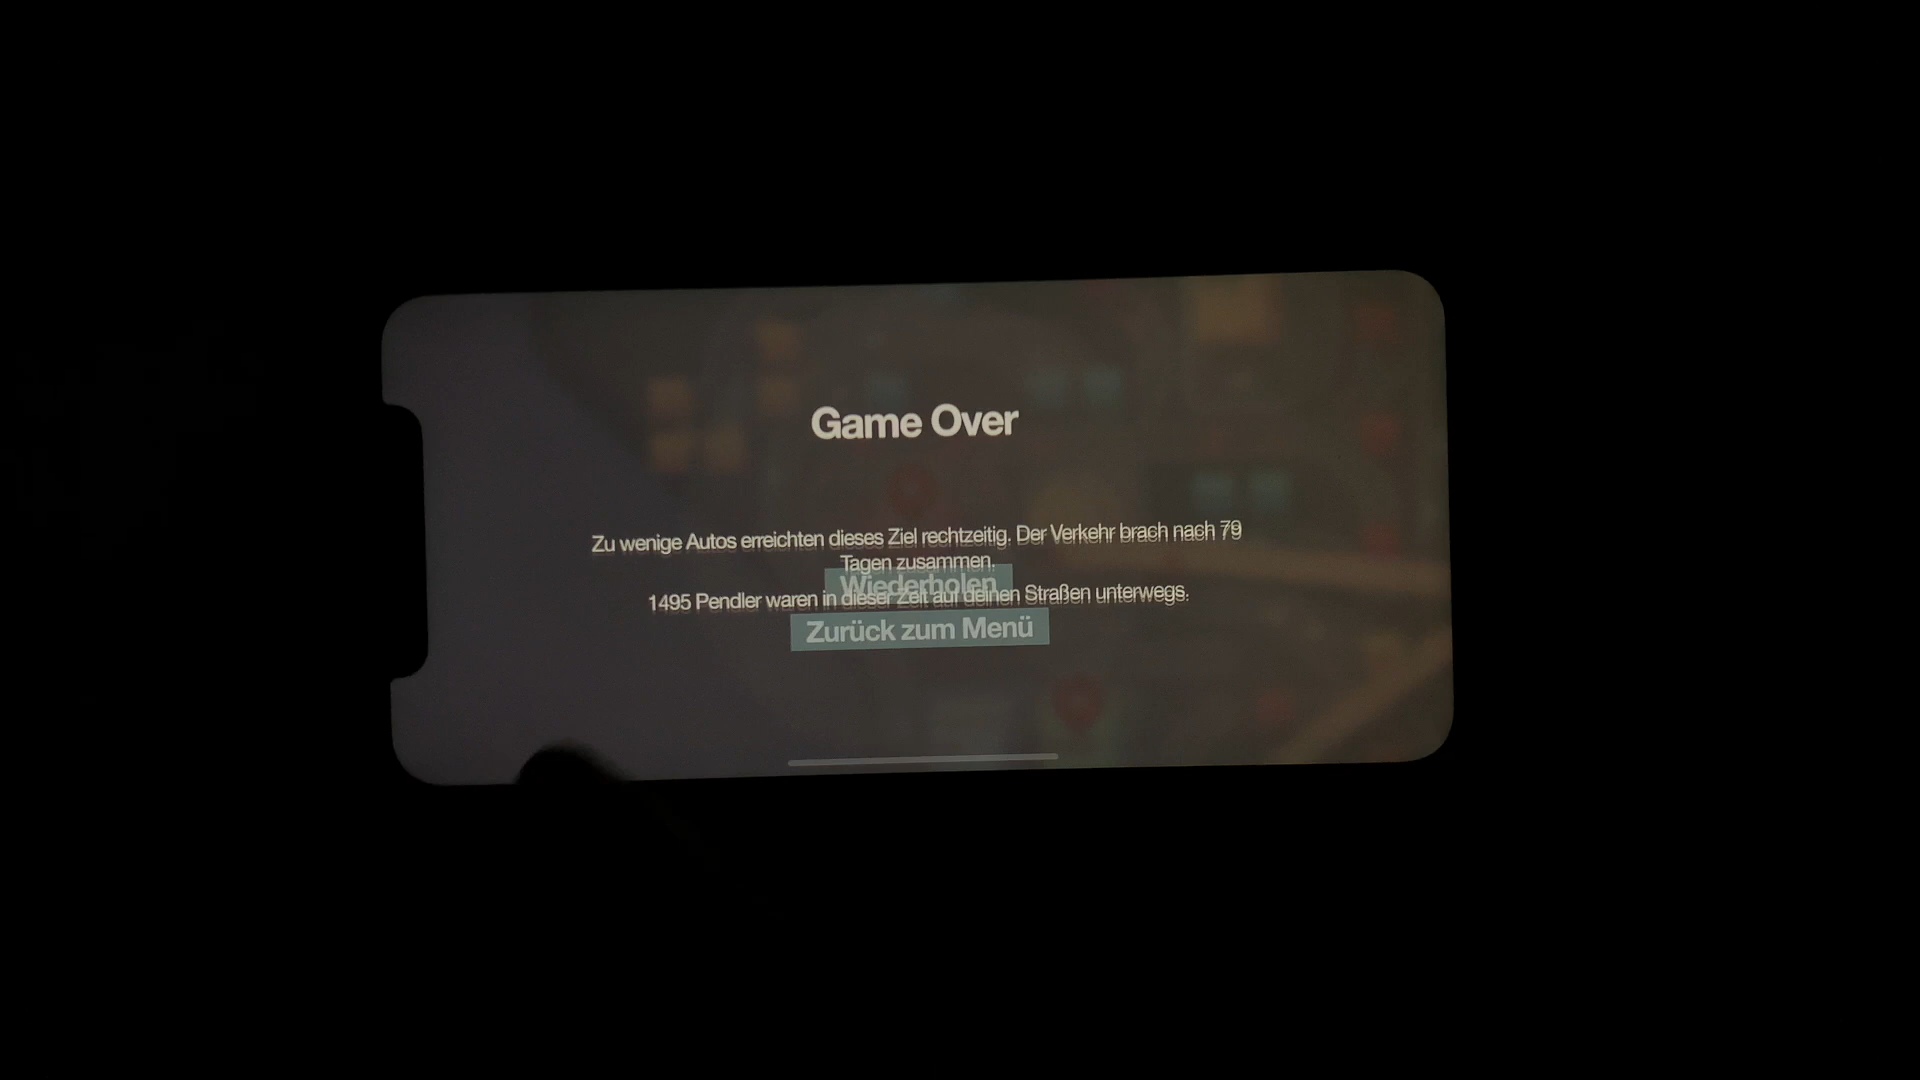 Game Over
Zu wenige Autos erreichten dieses Ziel rechtzeitig. Der Verkehr brach nach 79
Tagen zusammen.
Wiederholen
1495 Pendler waren in dieser Zeit auf deinen Straßen unterwegs.
Zurück zum Menü